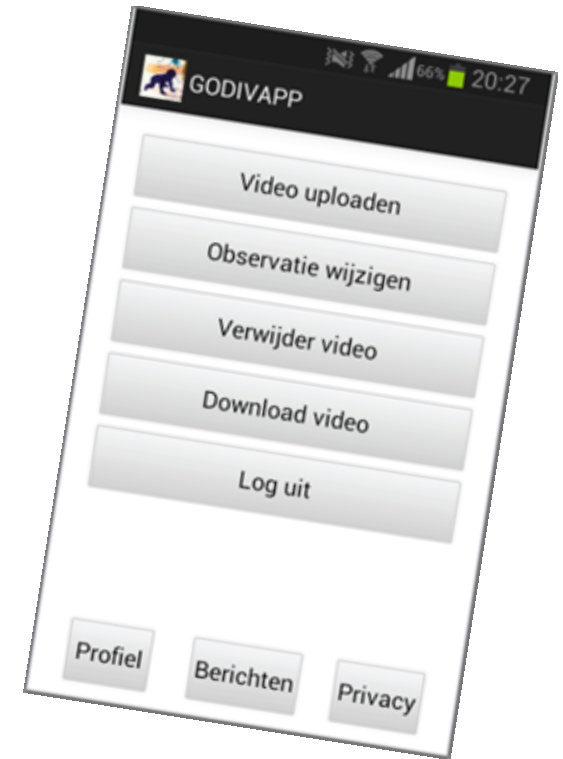 66% 20:27
GODIVAPP
Video uploaden
Observatie wijzigen
Verwijder video
Download video
Log uit
Profiel Berichten Privacy